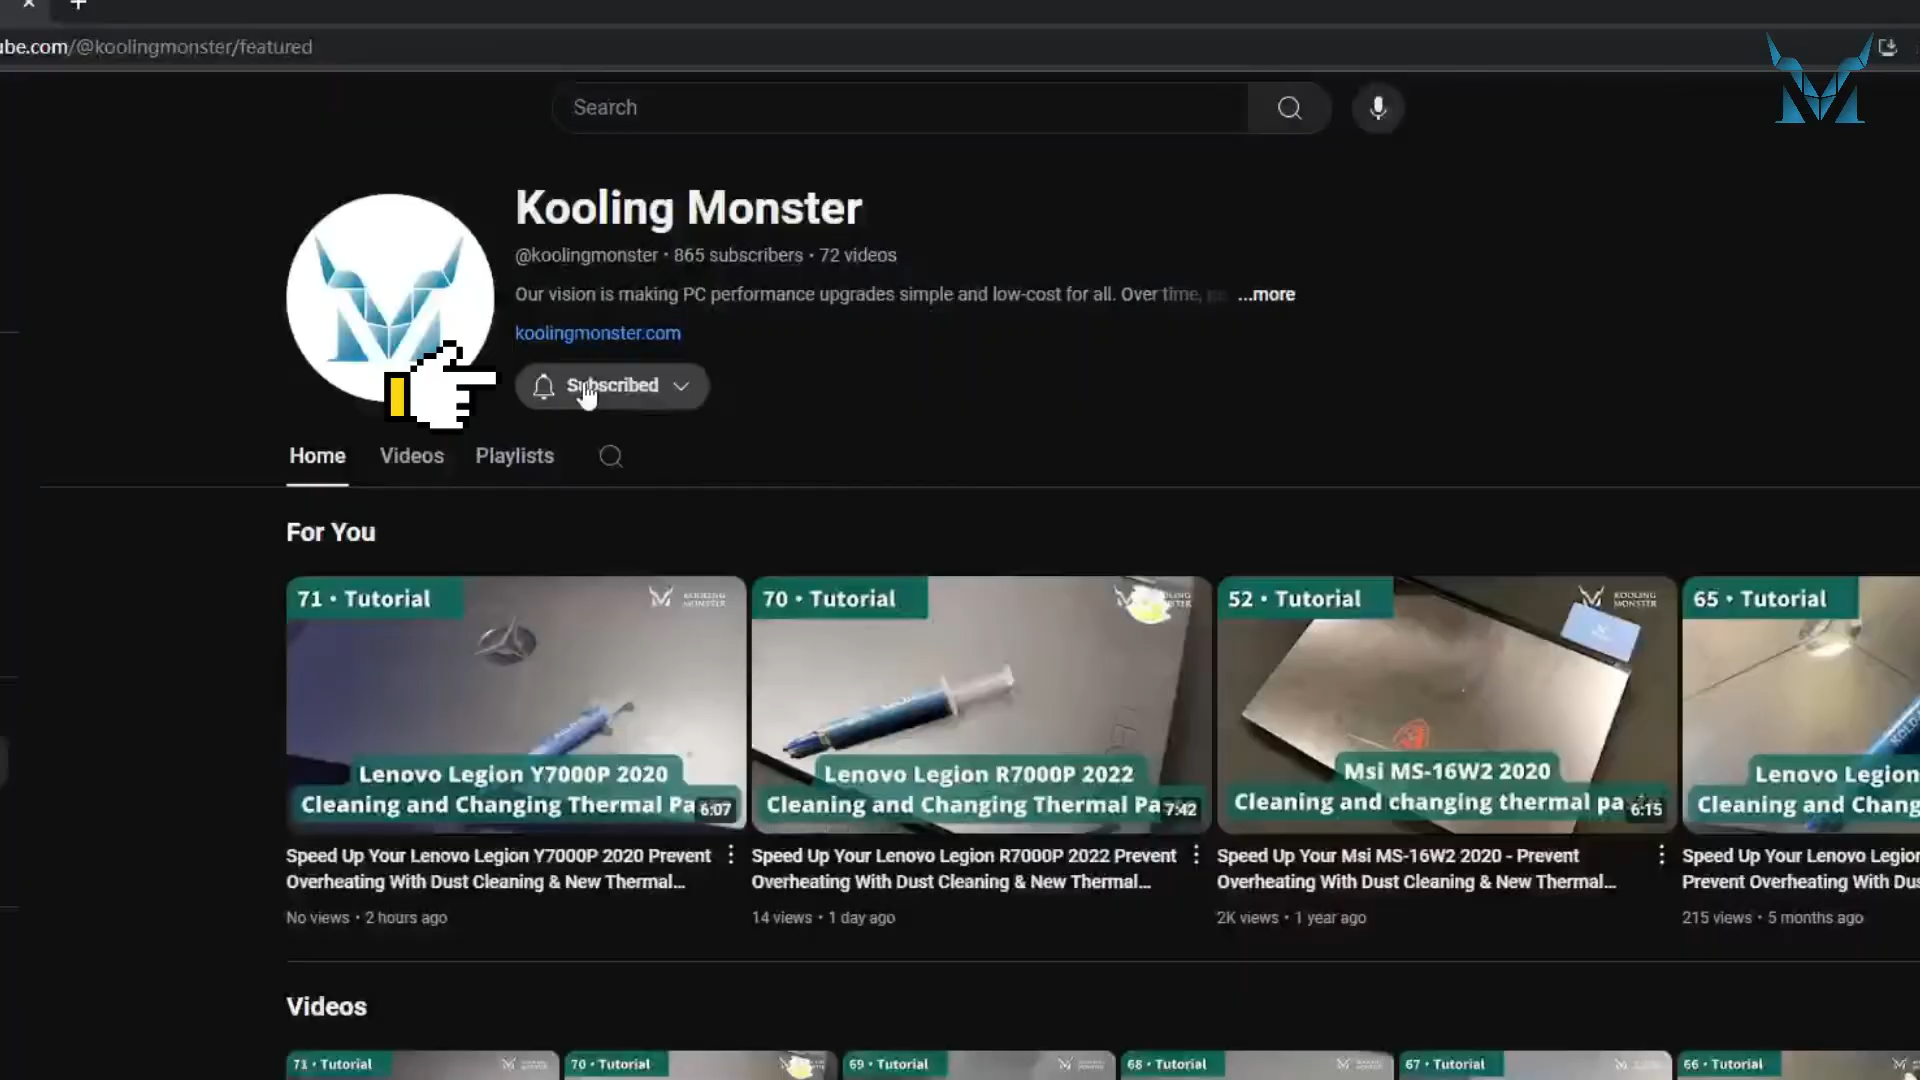 ube.com/@koolingmonster/featured
Search
Kooling Monster
@koolingmonster • 865 subscribers • 72 videos
Our vision is making PC performance upgrades simple and low-cost for all. Over time, ...more
koolingmonster.com
Subscribed
Home Videos Playlists
For You
71 • Tutorial
KOOLING
MONSTER
Lenovo Legion Y7000P 2020
Cleaning and Changing Thermal Pa
6:07
Speed Up Your Lenovo Legion Y7000P 2020 Prevent
Overheating With Dust Cleaning & New Thermal...
No views • 2 hours ago
70 • Tutorial
Lenovo Legion R7000P 2022
Cleaning and Changing Thermal Pa
7:42
Speed Up Your Lenovo Legion R7000P 2022 Prevent
Overheating With Dust Cleaning & New Thermal...
14 views • 1 day ago
52 • Tutorial
KOOLING
MONSTER
Msi MS-16W2 2020
Cleaning and changing thermal pa
6:15
Speed Up Your Msi MS-16W2 2020 - Prevent
Overheating With Dust Cleaning & New Thermal...
2K views • 1 year ago
65 • Tutorial
Lenovo Legion
Cleaning and Chang
Speed Up Your Lenovo Legion
Prevent Overheating With Dus
215 views • 5 months ago
Videos
71 • Tutorial
70 • Tutorial
69 • Tutorial
68 • Tutorial
67 • Tutorial
66 • Tutorial